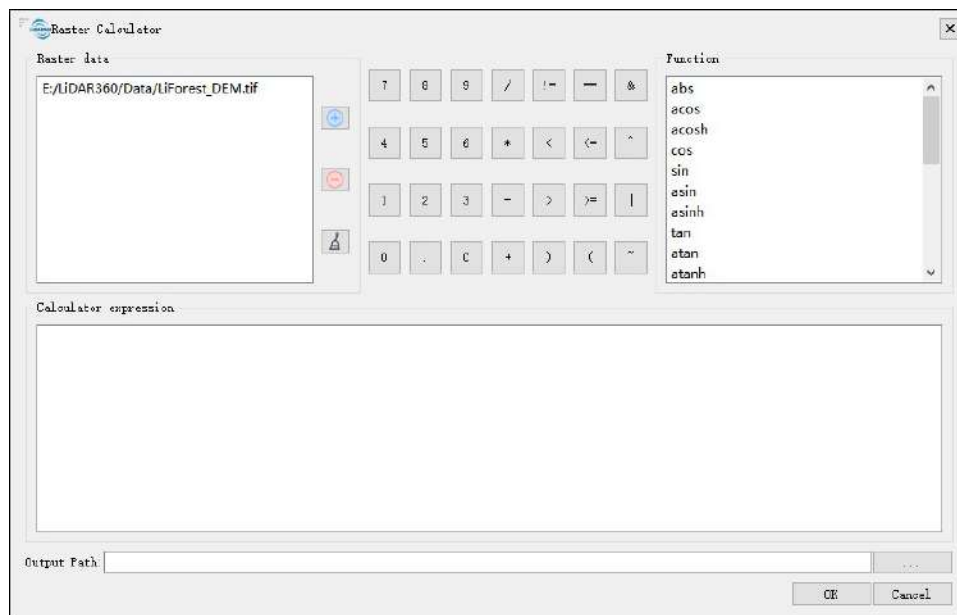 Raster Calculator
Raster data
Function
E:/LiDAR360/Data/LiForest_DEM.tif
7 8 9 / != == &
4 5 6 * < <= ^
1 2 3 - > >= |
0 . C + ) ( ~
abs
acos
acosh
cos
sin
asin
asinh
tan
atan
atanh
Calculator expression
Output Path:
...
OK Cancel